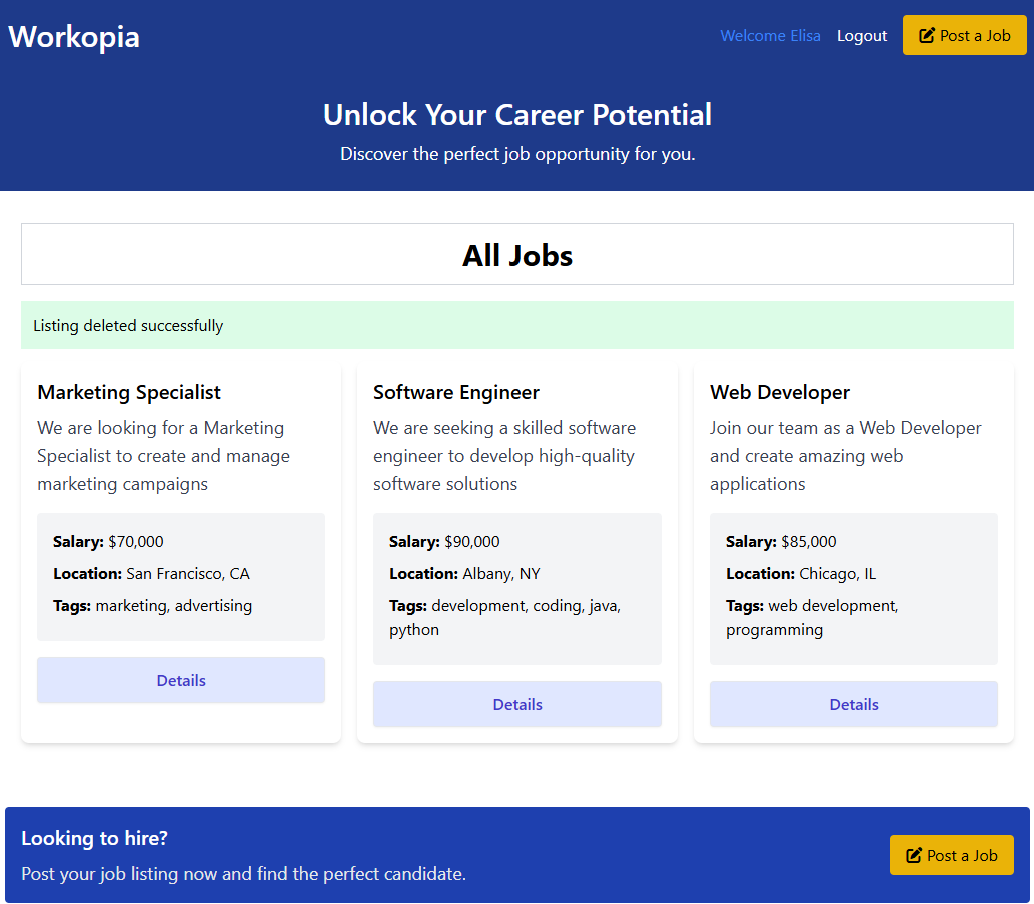 Workopia
Welcome Elisa
Logout
Post a Job
Unlock Your Career Potential
Discover the perfect job opportunity for you.
All Jobs
Listing deleted successfully
Marketing Specialist
We are looking for a Marketing
Specialist to create and manage
marketing campaigns
Salary: $70,000
Location: San Francisco, CA
Tags: marketing, advertising
Details
Software Engineer
We are seeking a skilled software
engineer to develop high-quality
software solutions
Salary: $90,000
Location: Albany, NY
Tags: development, coding, java,
python
Details
Web Developer
Join our team as a Web Developer
and create amazing web
applications
Salary: $85,000
Location: Chicago, IL
Tags: web development,
programming
Details
Looking to hire?
Post your job listing now and find the perfect candidate.
Post a Job